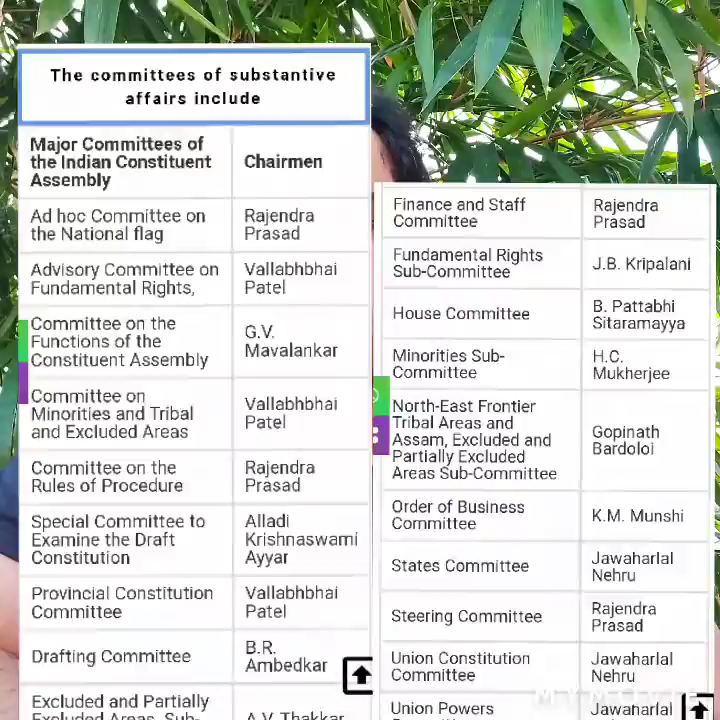 The committees of substantive
affairs include
Major Committees of
the Indian Constituent
Assembly
Chairmen
Ad hoc Committee on
the National flag
Rajendra
Prasad
Advisory Committee on
Fundamental Rights,
Vallabhbhai
Patel
Committee on the
Functions of the
Constituent Assembly
G.V.
Mavalankar
Committee on
Minorities and Tribal
and Excluded Areas
Vallabhbhai
Patel
Committee on the
Rules of Procedure
Rajendra
Prasad
Special Committee to
Examine the Draft
Constitution
Alladi
Krishnaswami
Ayyar
Provincial Constitution
Committee
Vallabhbhai
Patel
Drafting Committee
B.R.
Ambedkar
Excluded and Partially
Excluded Areas, Sub-
A.V. Thakkar
Finance and Staff
Committee
Rajendra
Prasad
Fundamental Rights
Sub-Committee
J.B. Kripalani
House Committee
B. Pattabhi
Sitaramayya
Minorities Sub-
Committee
H.C.
Mukherjee
North-East Frontier
Tribal Areas and
Assam, Excluded and
Partially Excluded
Areas Sub-Committee
Gopinath
Bardoloi
Order of Business
Committee
K.M. Munshi
States Committee
Jawaharlal
Nehru
Steering Committee
Rajendra
Prasad
Union Constitution
Committee
Jawaharlal
Nehru
Union Powers
Jawaharlal